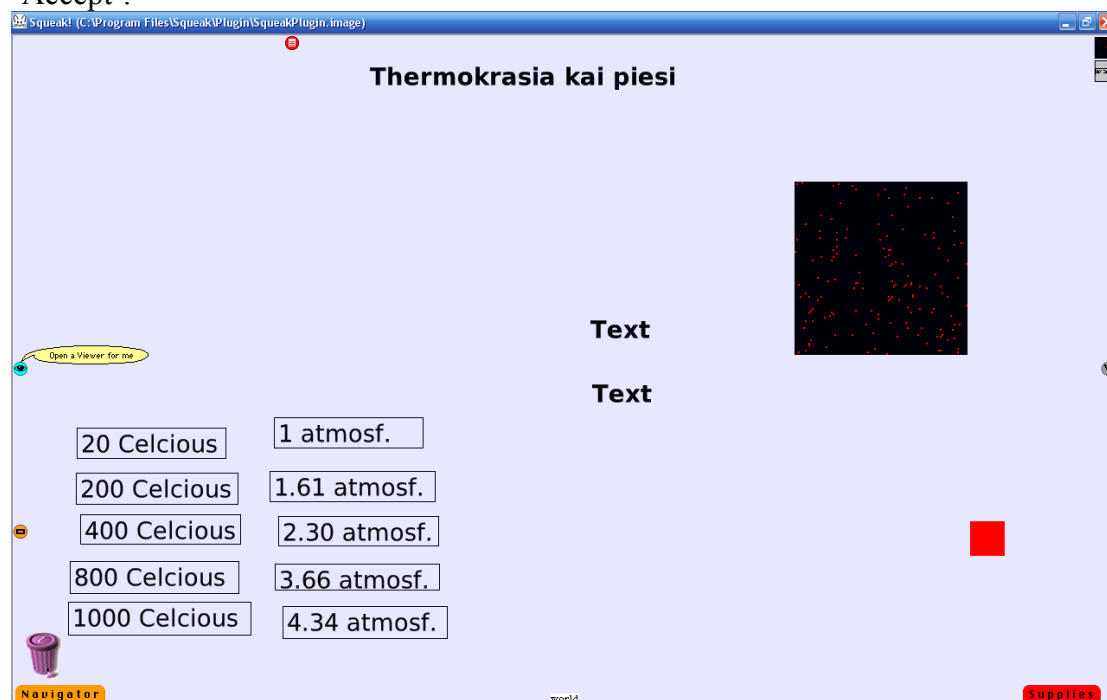 Accept".
Squeak! (C:\Program Files\Squeak\Plugin\SqueakPlugin.image)
Thermokrasia kai piesi
Text
Open a Viewer for me
Text
20 Celcious
1 atmosf.
200 Celcious
1.61 atmosf.
400 Celcious
2.30 atmosf.
800 Celcious
3.66 atmosf.
1000 Celcious
4.34 atmosf.
Navigator
world
Supplies